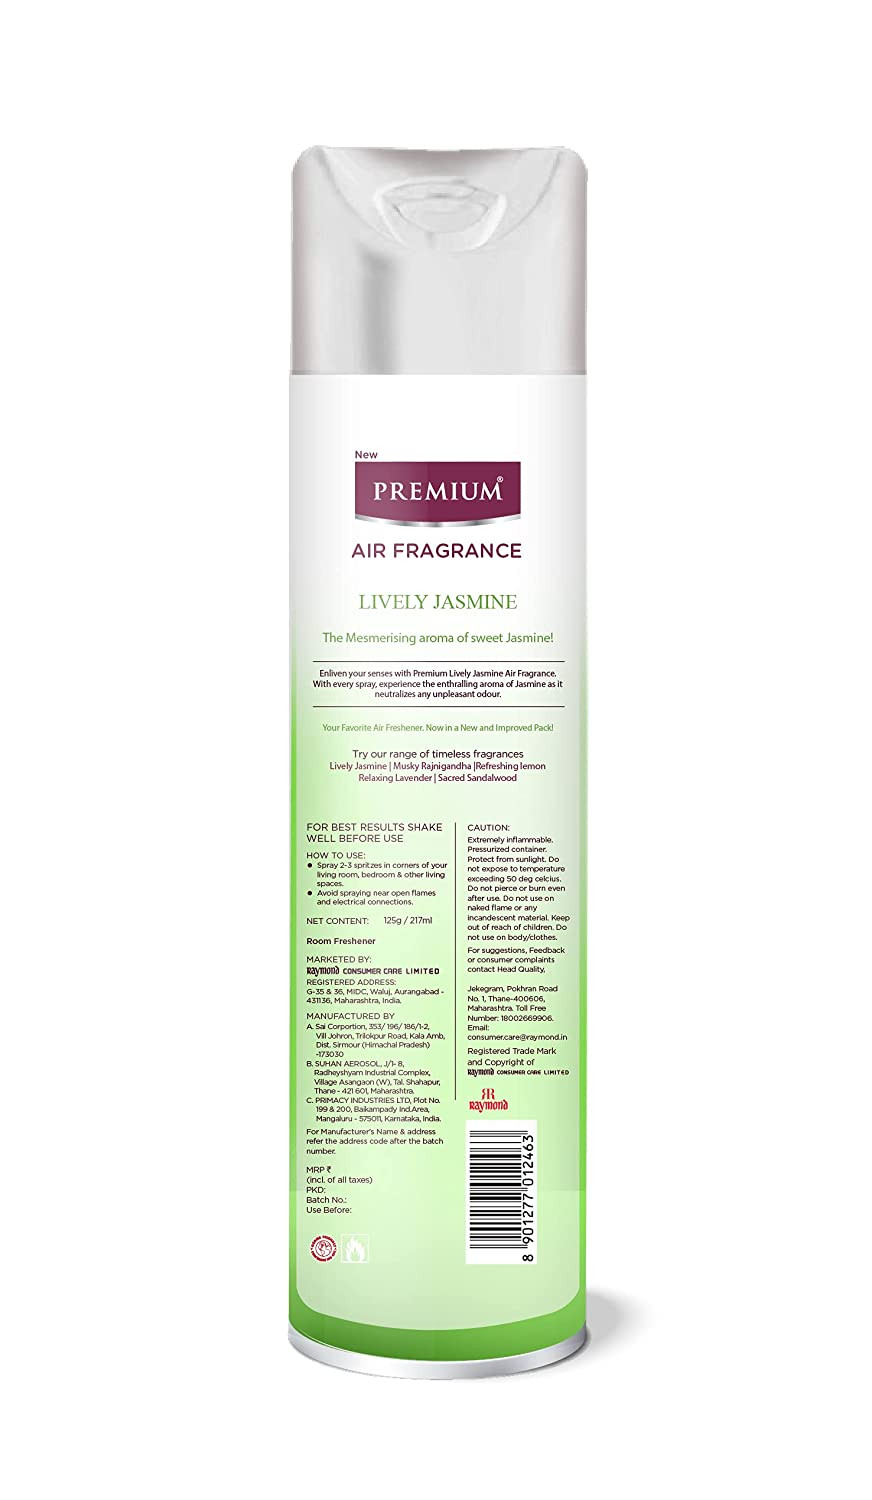 New
PREMIUM®
AIR FRAGRANCE
LIVELY JASMINE
The Mesmerising aroma of sweet Jasmine!
Enliven your senses with Premium Lively Jasmine Air Fragrance.
With every spray, experience the enthralling aroma of Jasmine as it
neutralizes any unpleasant odour.
Your Favorite Air Freshener. Now in a New and Improved Pack!
Try our range of timeless fragrances
Lively Jasmine | Musky Rajnigandha |Refreshing lemon
Relaxing Lavender | Sacred Sandalwood
FOR BEST RESULTS SHAKE
WELL BEFORE USE
HOW TO USE:
● Spray 2-3 spritzes in corners of your
living room, bedroom & other living
spaces.
● Avoid spraying near open flames
and electrical connections.
NET CONTENT: 125g / 217ml
Room Freshener
MARKETED BY:
Raymond CONSUMER CARE LIMITED
REGISTERED ADDRESS:
G-35 & 36, MIDC, Waluj, Aurangabad -
431136, Maharashtra, India.
MANUFACTURED BY
A. Sai Corportion, 353/ 196/ 186/1-2,
Vill Johron, Trilokpur Road, Kala Amb,
Dist. Sirmour (Himachal Pradesh)
-173030
B. SUHAN AEROSOL, J/1- 8,
Radheyshyam Industrial Complex,
Village Asangaon (W), Tal. Shahapur,
Thane - 421 601, Maharashtra.
C. PRIMACY INDUSTRIES LTD, Plot No.
199 & 200, Baikampady Ind.Area,
Mangaluru - 575011, Karnataka, India.
For Manufacturer's Name & address
refer the address code after the batch
number.
MRP ₹
(incl. of all taxes)
PKD:
Batch No.:
Use Before:
CAUTION:
Extremely inflammable.
Pressurized container.
Protect from sunlight. Do
not expose to temperature
exceeding 50 deg celcius.
Do not pierce or burn even
after use. Do not use on
naked flame or any
incandescent material. Keep
out of reach of children. Do
not use on body/clothes.
For suggestions, Feedback
or consumer complaints
contact Head Quality,
Jekegram, Pokhran Road
No. 1, Thane-400606,
Maharashtra. Toll Free
Number: 18002669906.
Email:
consumer.care@raymond.in
Registered Trade Mark
and Copyright of
Raymond CONSUMER CARE LIMITED
Raymond
8 901277 012463